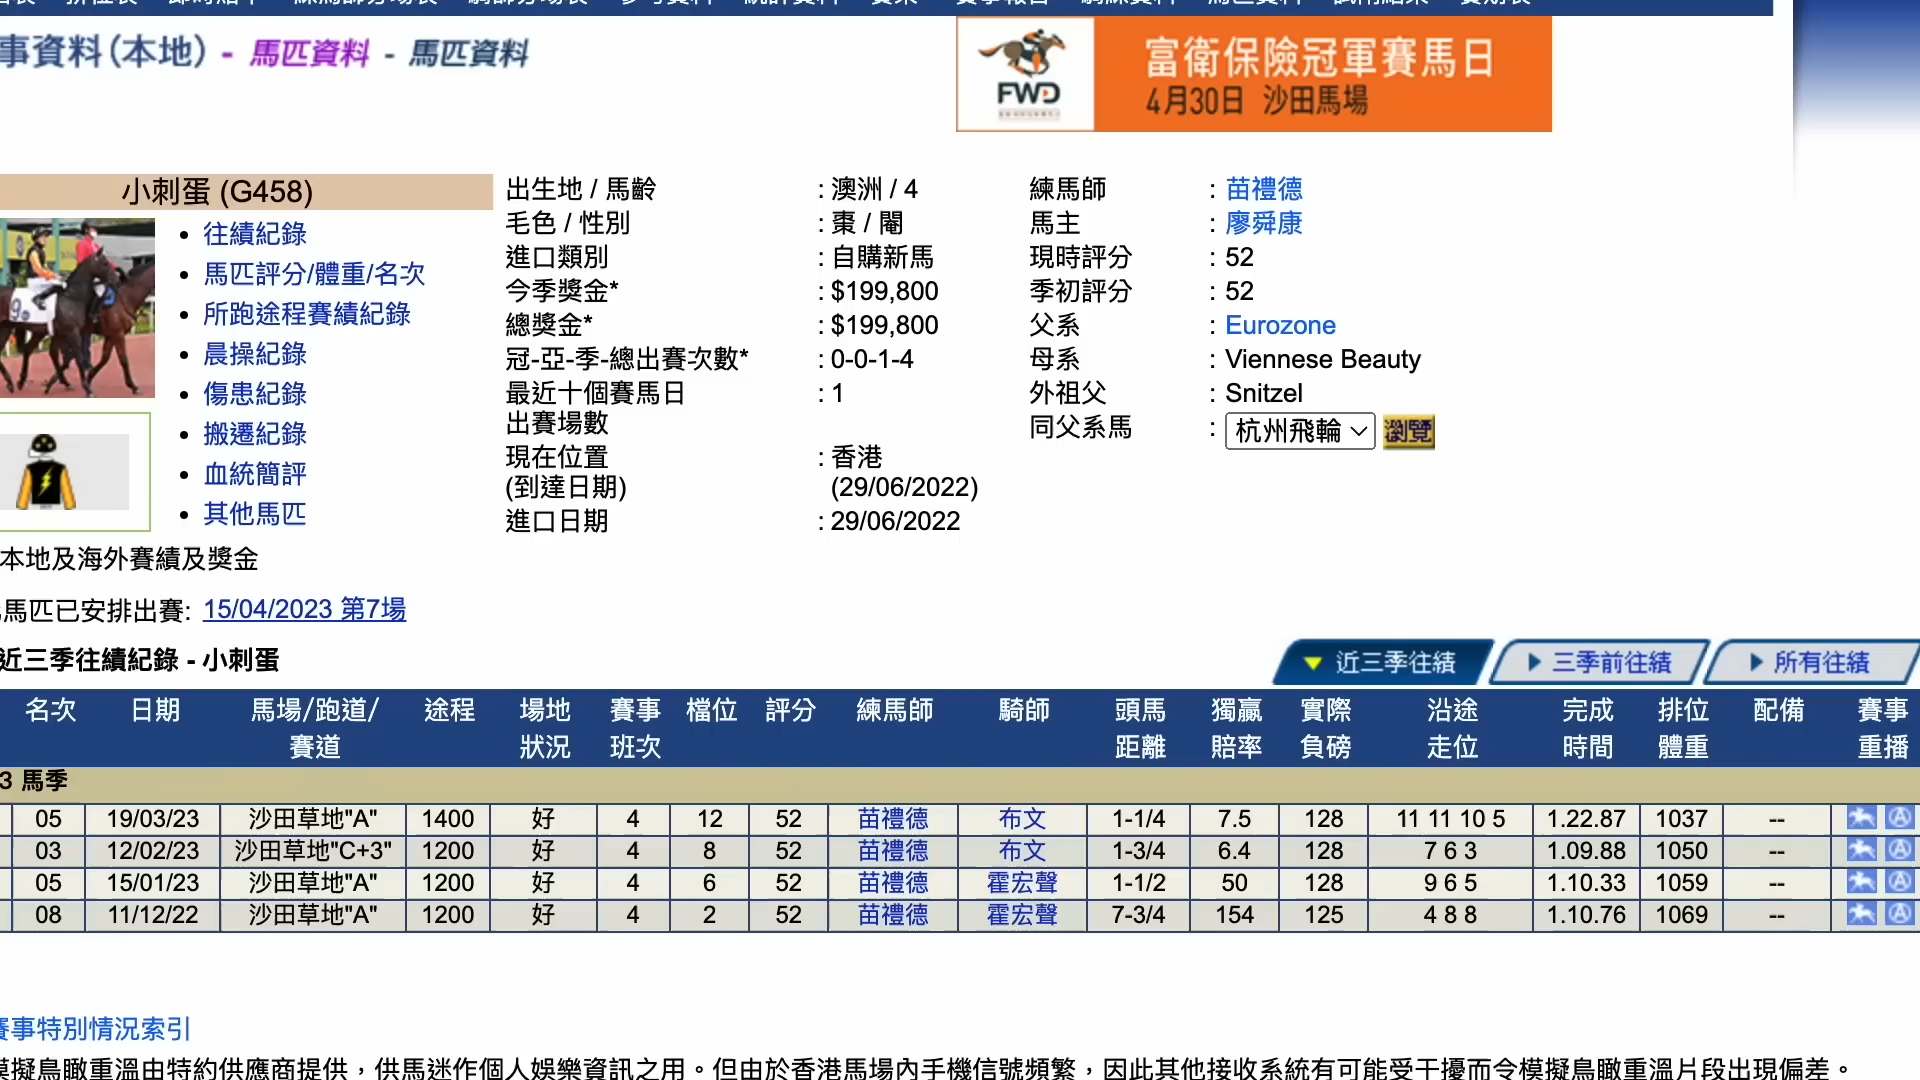 事資料(本地) - 馬匹資料 - 馬匹資料
FWD
富衛保險冠軍賽馬日
4月30日 沙田馬場
小刺蛋 (G458)
往績紀錄
馬匹評分/體重/名次
所跑途程賽績紀錄
晨操紀錄
傷患紀錄
搬遷紀錄
血統簡評
其他馬匹
出生地 / 馬齡 : 澳洲 / 4
毛色 / 性別 : 棗 / 閹
進口類別 : 自購新馬
今季獎金* : $199,800
總獎金* : $199,800
冠-亞-季-總出賽次數* : 0-0-1-4
最近十個賽馬日 : 1
出賽場數
現在位置 : 香港
(到達日期) (29/06/2022)
進口日期 : 29/06/2022
練馬師 : 苗禮德
馬主 : 廖舜康
現時評分 : 52
季初評分 : 52
父系 : Eurozone
母系 : Viennese Beauty
外祖父 : Snitzel
同父系馬 : 杭州飛輪 瀏覽
本地及海外賽績及獎金
馬匹已安排出賽: 15/04/2023 第7場
近三季往績紀錄 - 小刺蛋
近三季往績 三季前往績 所有往績
名次 日期 馬場/跑道/ 途程 場地 賽事 檔位 評分 練馬師 騎師 頭馬 獨贏 實際 沿途 完成 排位 配備 賽事
賽道 狀況 班次 距離 賠率 負磅 走位 時間 體重 重播
3 馬季
05 19/03/23 沙田草地"A" 1400 好 4 12 52 苗禮德 布文 1-1/4 7.5 128 11 11 10 5 1.22.87 1037 --
03 12/02/23 沙田草地"C+3" 1200 好 4 8 52 苗禮德 布文 1-3/4 6.4 128 7 6 3 1.09.88 1050 --
05 15/01/23 沙田草地"A" 1200 好 4 6 52 苗禮德 霍宏聲 1-1/2 50 128 9 6 5 1.10.33 1059 --
08 11/12/22 沙田草地"A" 1200 好 4 2 52 苗禮德 霍宏聲 7-3/4 154 125 4 8 8 1.10.76 1069 --
賽事特別情況索引
模擬鳥瞰重溫由特約供應商提供，供馬迷作個人娛樂資訊之用。但由於香港馬場內手機信號頻繁，因此其他接收系統有可能受干擾而令模擬鳥瞰重溫片段出現偏差。